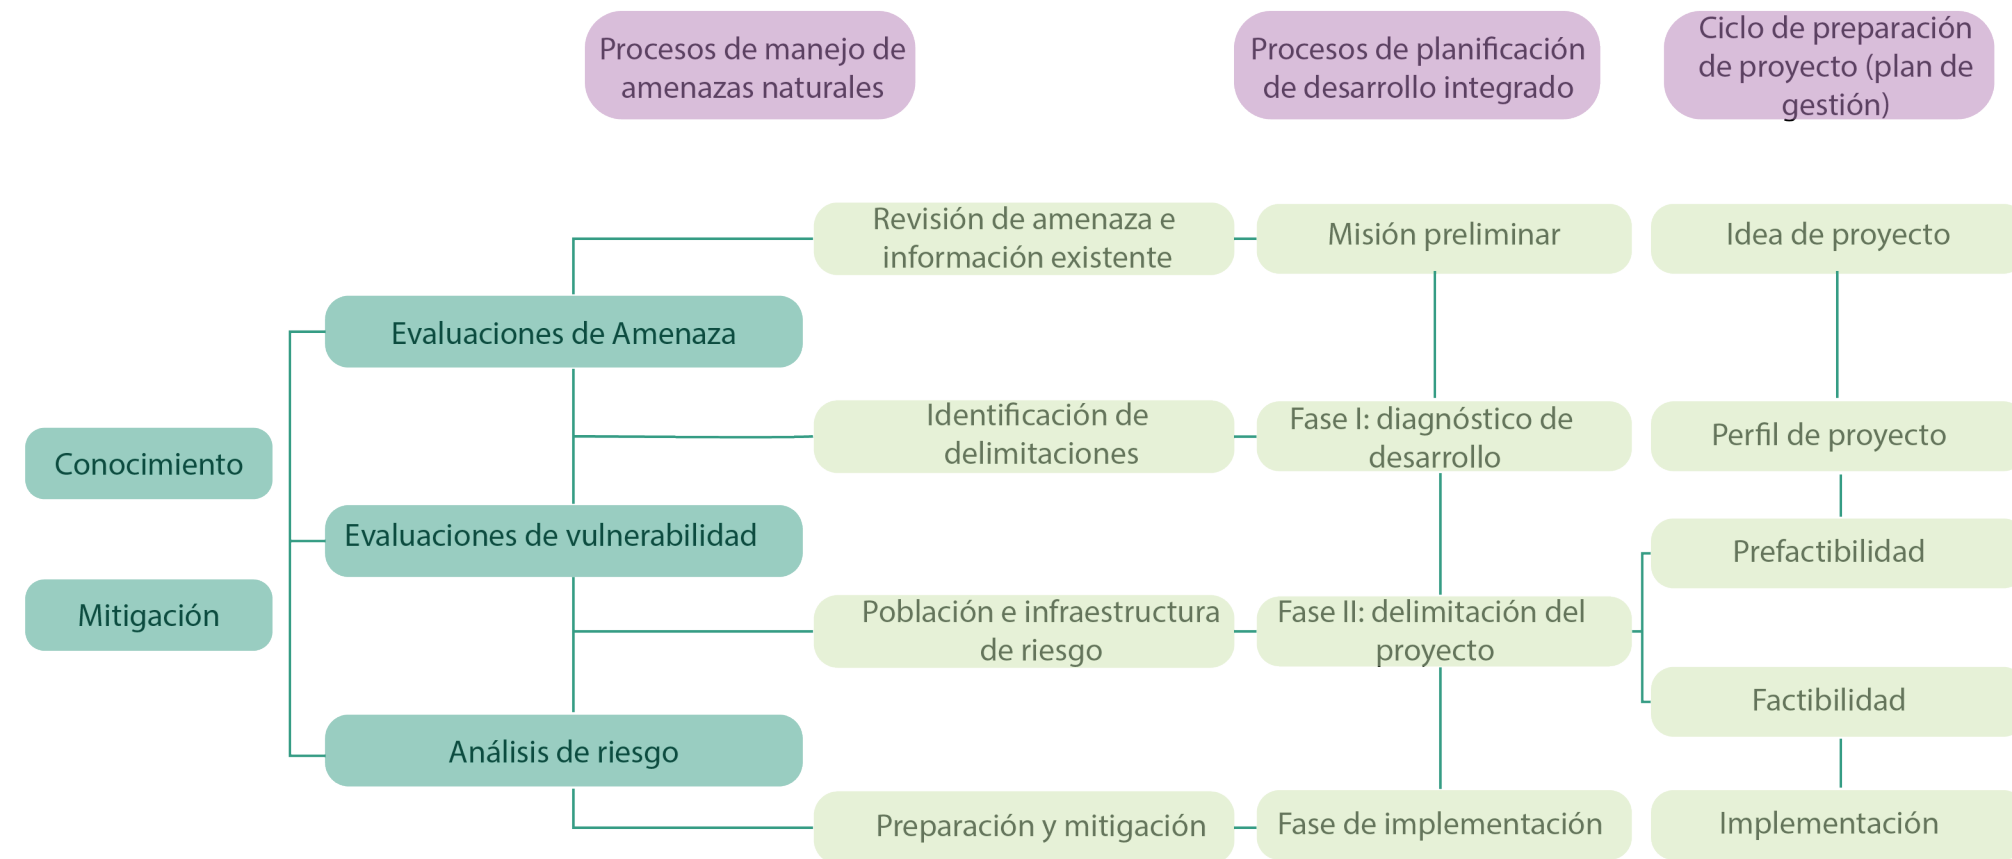 Procesos de manejo de
amenazas naturales
Procesos de planificación
de desarrollo integrado
Ciclo de preparación
de proyecto (plan de
gestión)
Revisión de amenaza e
información existente
Misión preliminar
Idea de proyecto
Evaluaciones de Amenaza
Identificación de
delimitaciones
Fase I: diagnóstico de
desarrollo
Perfil de proyecto
Conocimiento
Evaluaciones de vulnerabilidad
Prefactibilidad
Mitigación
Población e infraestructura
de riesgo
Fase II: delimitación del
proyecto
Factibilidad
Análisis de riesgo
Preparación y mitigación
Fase de implementación
Implementación